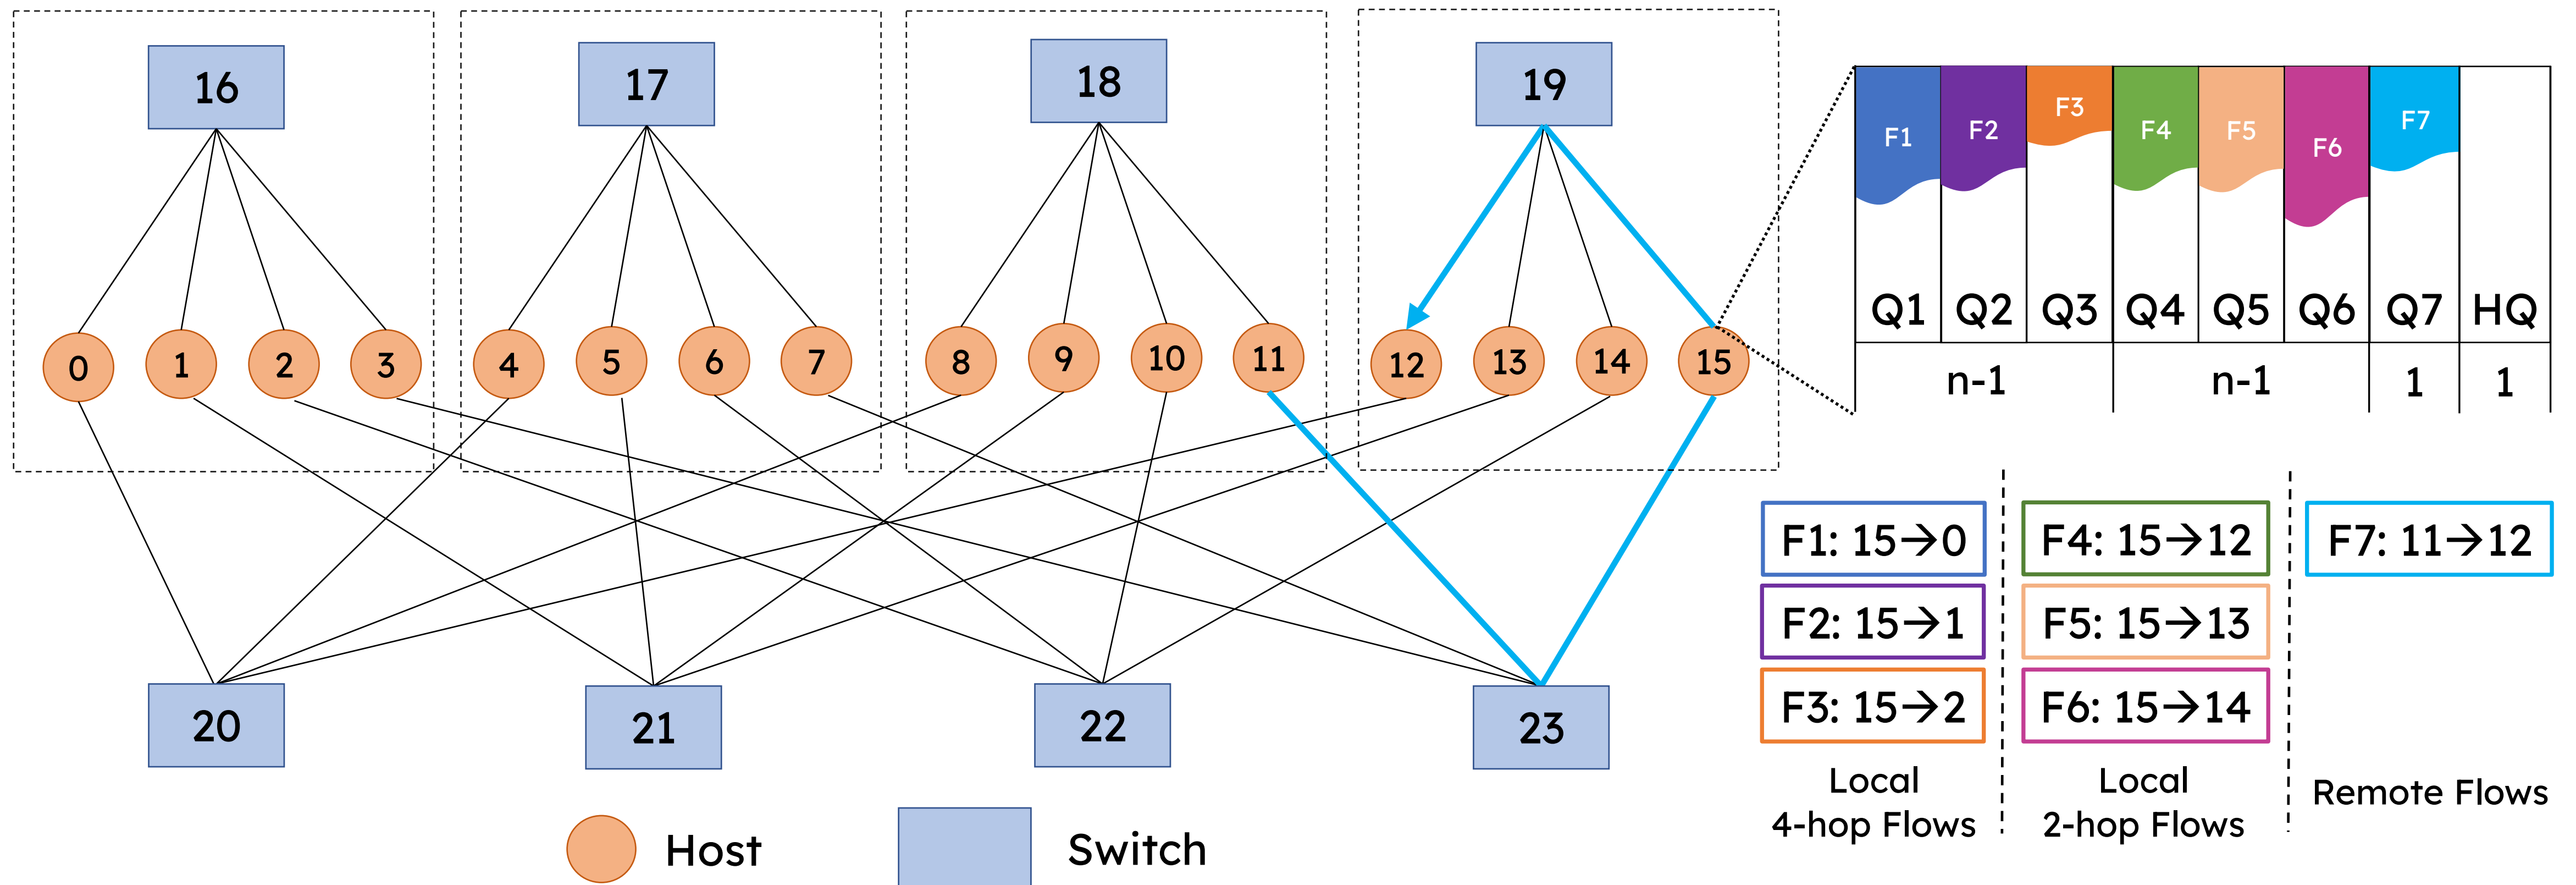 16 17 18 19
F1 F2 F3 F4 F5 F6 F7
Q1 Q2 Q3 Q4 Q5 Q6 Q7 HQ
n-1 n-1 1 1
0 1 2 3 4 5 6 7 8 9 10 11 12 13 14 15
20 21 22 23
F1: 15→0
F2: 15→1
F3: 15→2
Local
4-hop Flows
F4: 15→12
F5: 15→13
F6: 15→14
Local
2-hop Flows
F7: 11→12
Remote Flows
Host
Switch